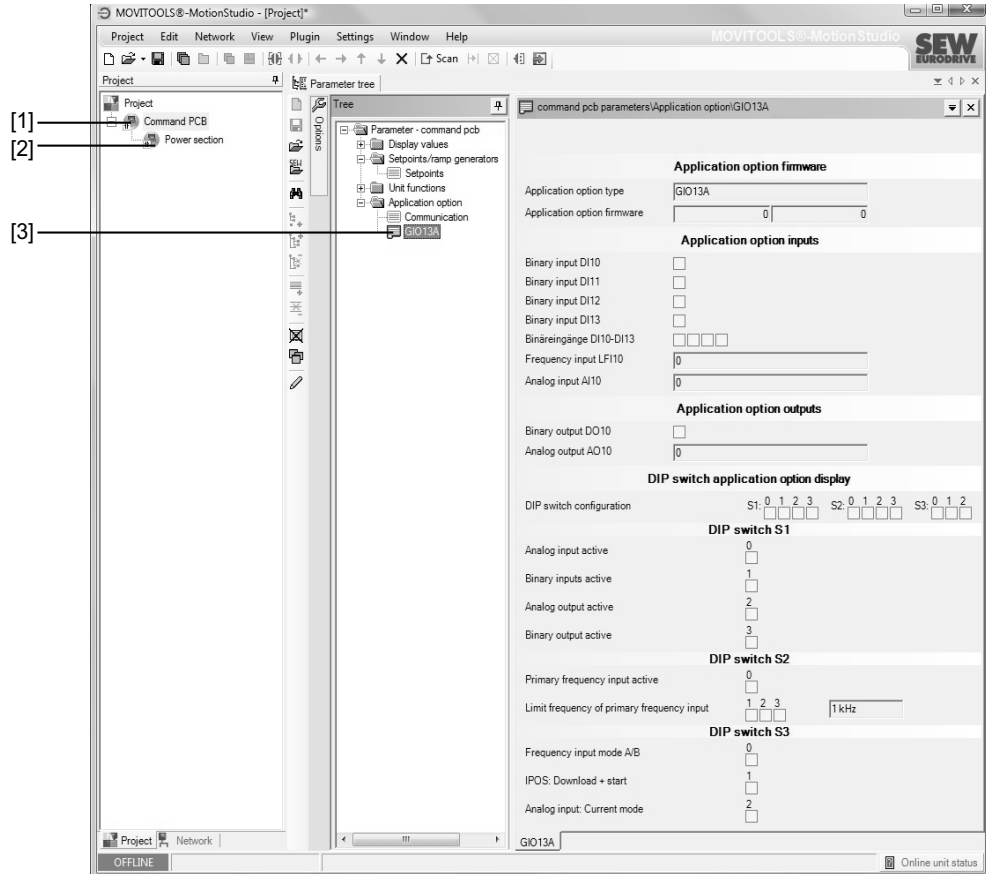 MOVITOOLS®-MotionStudio - [Project]*
Project Edit Network View Plugin Settings Window Help
MOVITOOLS®-MotionStudio
SEW
EURODRIVE
Scan
Project
Parameter tree
[1]
[2]
[3]
Project
Command PCB
Power section
Options
SEW
Tree
Parameter - command pcb
Display values
Setpoints/ramp generators
Setpoints
Unit functions
Application option
Communication
GIO13A
command pcb parameters\Application option\GIO13A
Application option firmware
Application option type GIO13A
Application option firmware 0 0
Application option inputs
Binary input DI10
Binary input DI11
Binary input DI12
Binary input DI13
Binäreingänge DI10-DI13
Frequency input LFI10 0
Analog input AI10 0
Application option outputs
Binary output DO10
Analog output AO10 0
DIP switch application option display
DIP switch configuration S1: 0 1 2 3 S2: 0 1 2 3 S3: 0 1 2
DIP switch S1
Analog input active 0
Binary inputs active 1
Analog output active 2
Binary output active 3
DIP switch S2
Primary frequency input active 0
Limit frequency of primary frequency input 1 2 3 1 kHz
DIP switch S3
Frequency input mode A/B 0
IPOS: Download + start 1
Analog input: Current mode 2
Project Network
GIO13A
OFFLINE
Online unit status